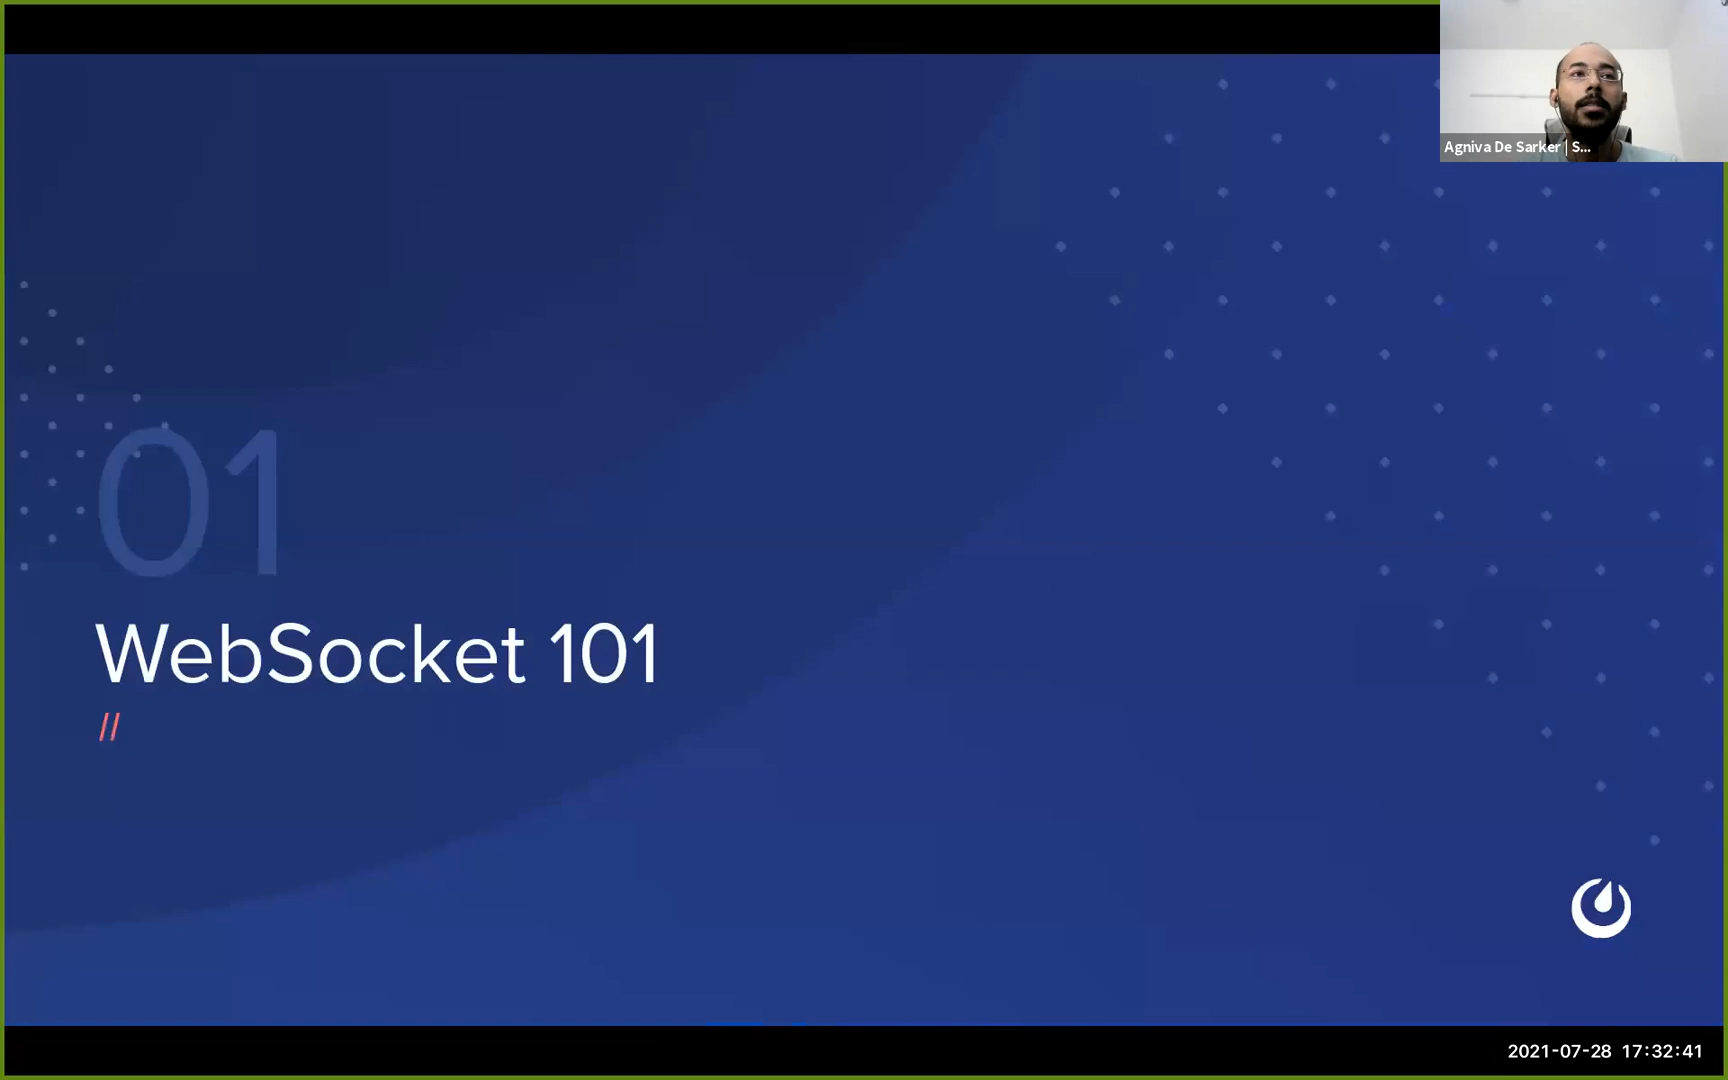 Agniva De Sarker | S...
01
WebSocket 101
//
2021-07-28 17:32:41